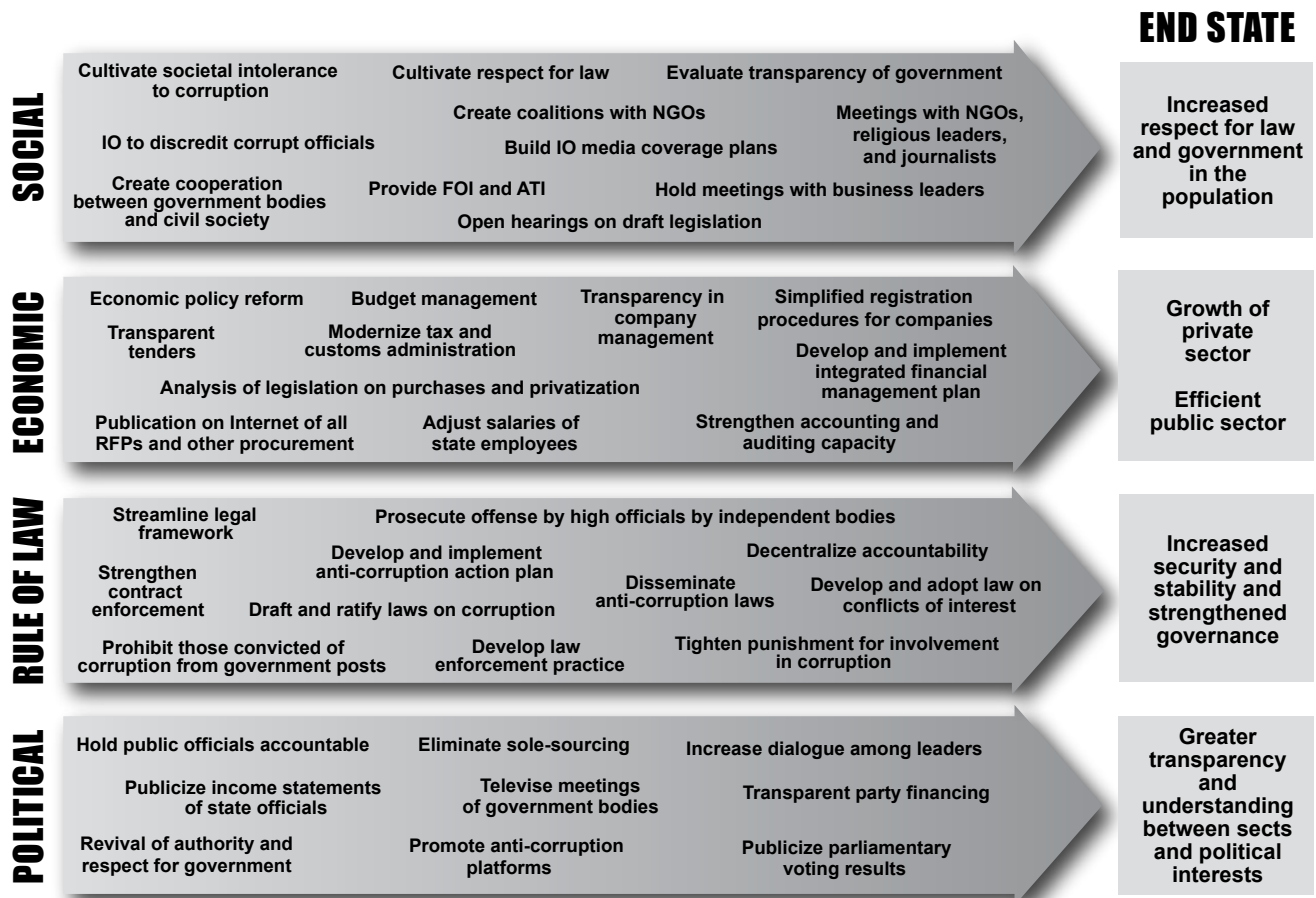 END STATE
SOCIAL
Cultivate societal intolerance
to corruption
Cultivate respect for law
Evaluate transparency of government
Create coalitions with NGOs
Meetings with NGOs,
religious leaders,
and journalists
IO to discredit corrupt officials
Build IO media coverage plans
Create cooperation
between government bodies
and civil society
Provide FOI and ATI
Hold meetings with business leaders
Open hearings on draft legislation
Increased
respect for law
and government
in the
population
ECONOMIC
Economic policy reform
Budget management
Transparency in
company
management
Simplified registration
procedures for companies
Transparent
tenders
Modernize tax and
customs administration
Develop and implement
integrated financial
management plan
Analysis of legislation on purchases and privatization
Publication on Internet of all
RFPs and other procurement
Adjust salaries of
state employees
Strengthen accounting and
auditing capacity
Growth of
private
sector
Efficient
public sector
RULE OF LAW
Streamline legal
framework
Prosecute offense by high officials by independent bodies
Develop and implement
anti-corruption action plan
Decentralize accountability
Strengthen
contract
enforcement
Disseminate
anti-corruption laws
Develop and adopt law on
conflicts of interest
Draft and ratify laws on corruption
Prohibit those convicted of
corruption from government posts
Develop law
enforcement practice
Tighten punishment for involvement
in corruption
Increased
security and
stability and
strengthened
governance
POLITICAL
Hold public officials accountable
Eliminate sole-sourcing
Increase dialogue among leaders
Publicize income statements
of state officials
Televise meetings
of government bodies
Transparent party financing
Revival of authority and
respect for government
Promote anti-corruption
platforms
Publicize parliamentary
voting results
Greater
transparency
and
understanding
between sects
and political
interests